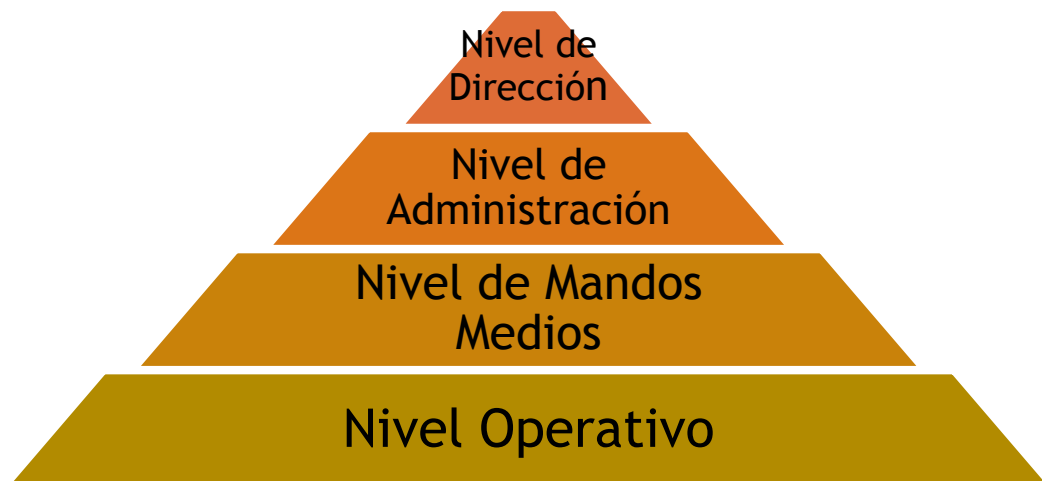 Nivel de
Dirección
Nivel de
Administración
Nivel de Mandos
Medios
Nivel Operativo